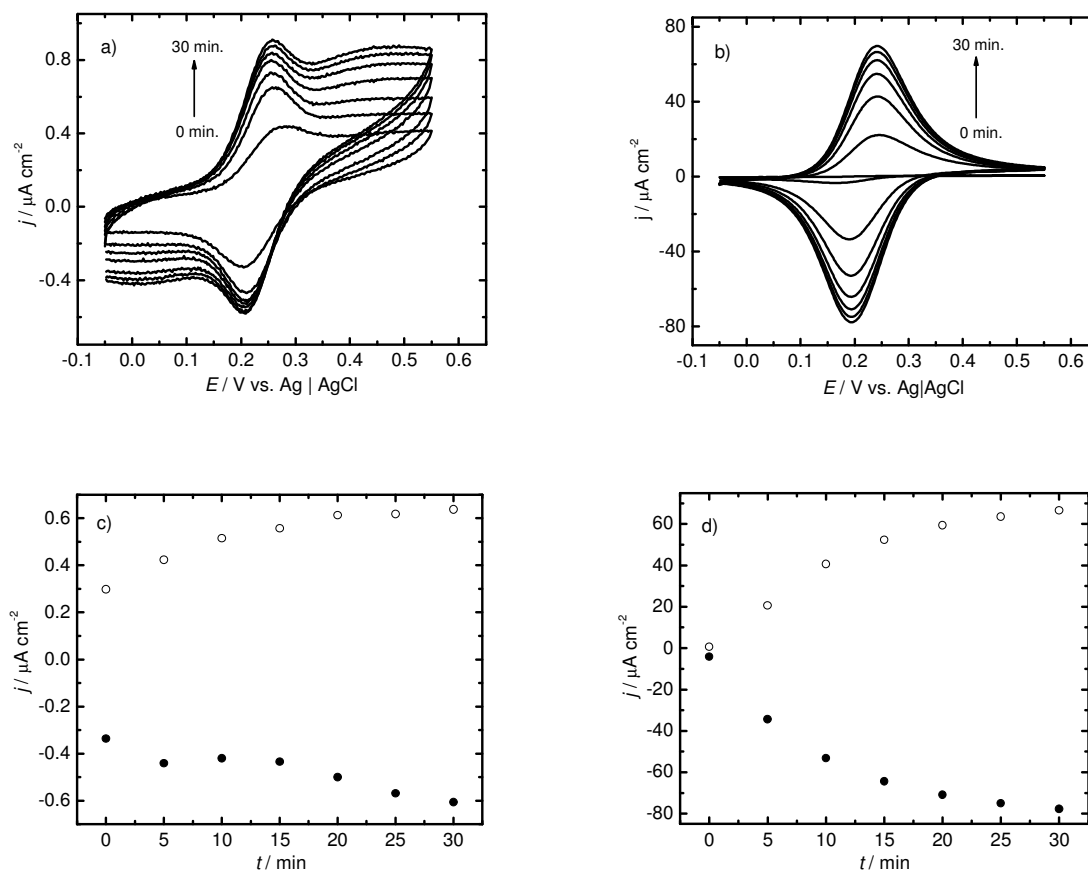 a)
30 min.
0 min.
0.8
0.4
0.0
-0.4
-0.1 0.0 0.1 0.2 0.3 0.4 0.5 0.6
j / μA cm-2
E / V vs. Ag | AgCl
b)
30 min.
0 min.
80
40
0
-40
-80
-0.1 0.0 0.1 0.2 0.3 0.4 0.5 0.6
j / μA cm-2
E / V vs. Ag|AgCl
c)
0.6
0.4
0.2
0.0
-0.2
-0.4
-0.6
0 5 10 15 20 25 30
j / μA cm-2
t / min
d)
60
40
20
0
-20
-40
-60
-80
0 5 10 15 20 25 30
j / μA cm-2
t / min